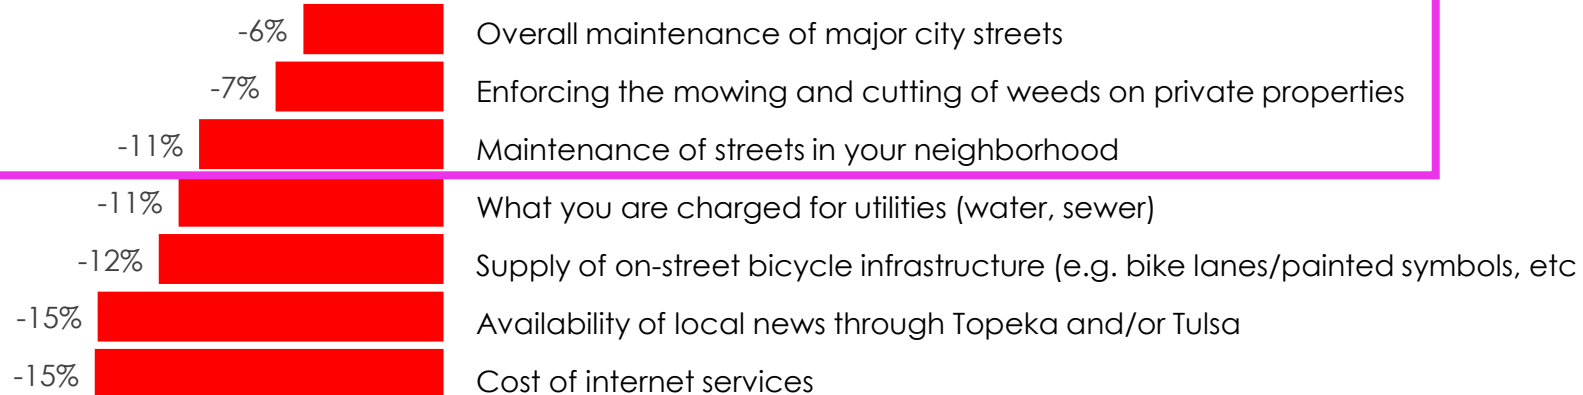 -6% Overall maintenance of major city streets
-7% Enforcing the mowing and cutting of weeds on private properties
-11% Maintenance of streets in your neighborhood
-11% What you are charged for utilities (water, sewer)
-12% Supply of on-street bicycle infrastructure (e.g. bike lanes/painted symbols, etc
-15% Availability of local news through Topeka and/or Tulsa
-15% Cost of internet services